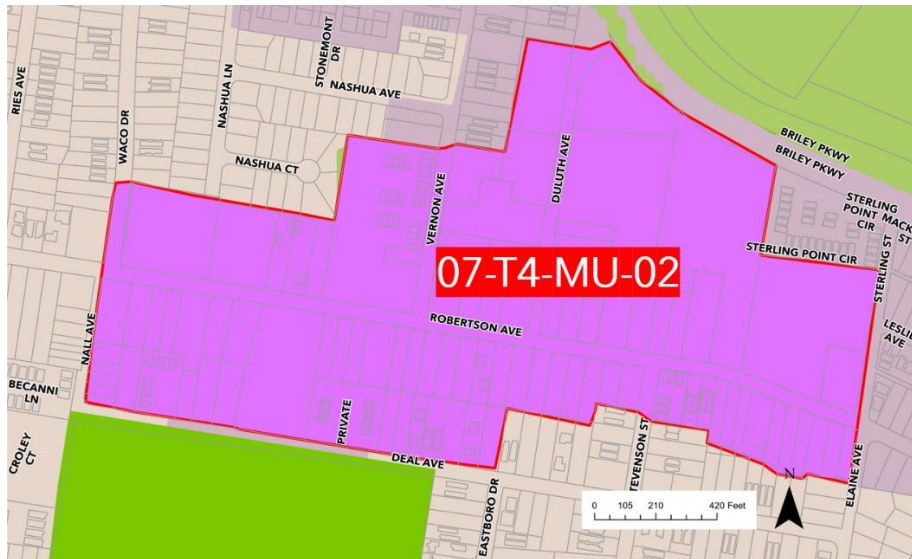 RIES AVE
WACO DR
NASHUA LN
STONEMONT
DR
NASHUA AVE
NASHUA CT
VERNON AVE
DULUTH AVE
BRILEY PKWY
BRILEY PKWY
STERLING
POINT
CIR
MACK
ST
STERLING POINT CIR
STERLING ST
LESLIE
AVE
07-T4-MU-02
ROBERTSON AVE
NALL AVE
BECANNI
LN
CROLEY
CT
PRIVATE
DEAL AVE
EASTBORO DR
TEVENSON ST
ELAINE AVE
N
0 105 210 420 Feet